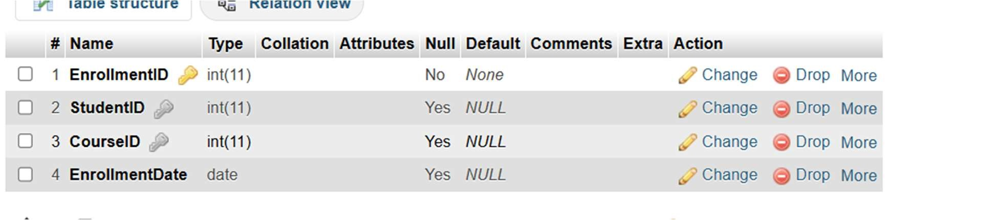 Table structure Relation view
# Name Type Collation Attributes Null Default Comments Extra Action
1 EnrollmentID int(11) No None Change Drop More
2 StudentID int(11) Yes NULL Change Drop More
3 CourseID int(11) Yes NULL Change Drop More
4 EnrollmentDate date Yes NULL Change Drop More